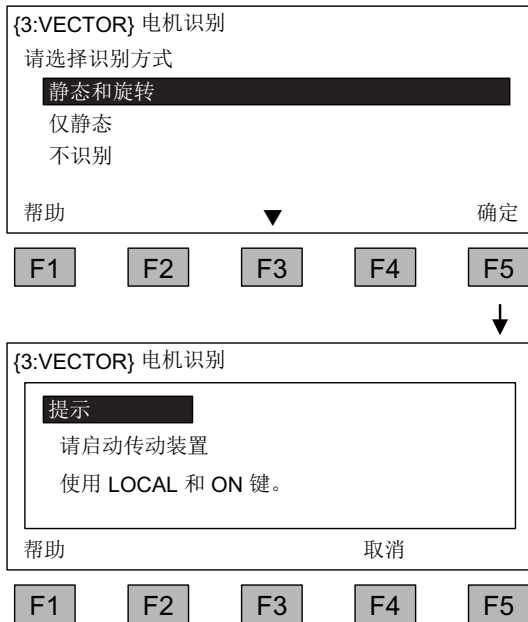 {3:VECTOR} 电机识别
请选择识别方式
静态和旋转
仅静态
不识别
帮助 ▼ 确定
F1 F2 F3 F4 F5
{3:VECTOR} 电机识别
提示
请启动传动装置
使用 LOCAL 和 ON 键。
帮助 取消
F1 F2 F3 F4 F5